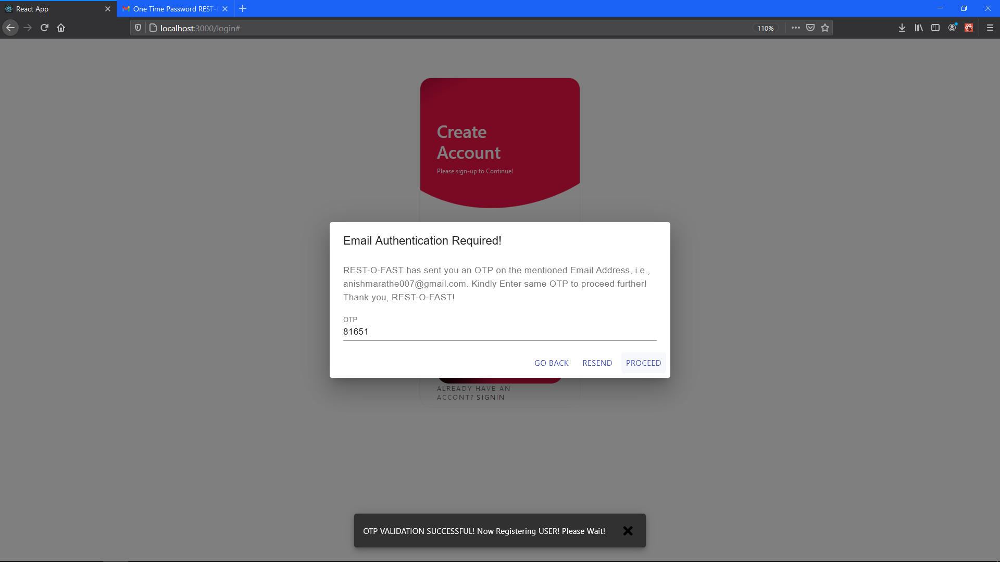 React App
One Time Password REST-
localhost:3000/login#
110%
Create
Account
Please sign-up to Continue!
Email Authentication Required!
REST-O-FAST has sent you an OTP on the mentioned Email Address, i.e.,
anishmarathe007@gmail.com. Kindly Enter same OTP to proceed further!
Thank you, REST-O-FAST!
OTP
81651
GO BACK RESEND PROCEED
ALREADY HAVE AN
ACCONT? SIGNIN
OTP VALIDATION SUCCESSFUL! Now Registering USER! Please Wait!